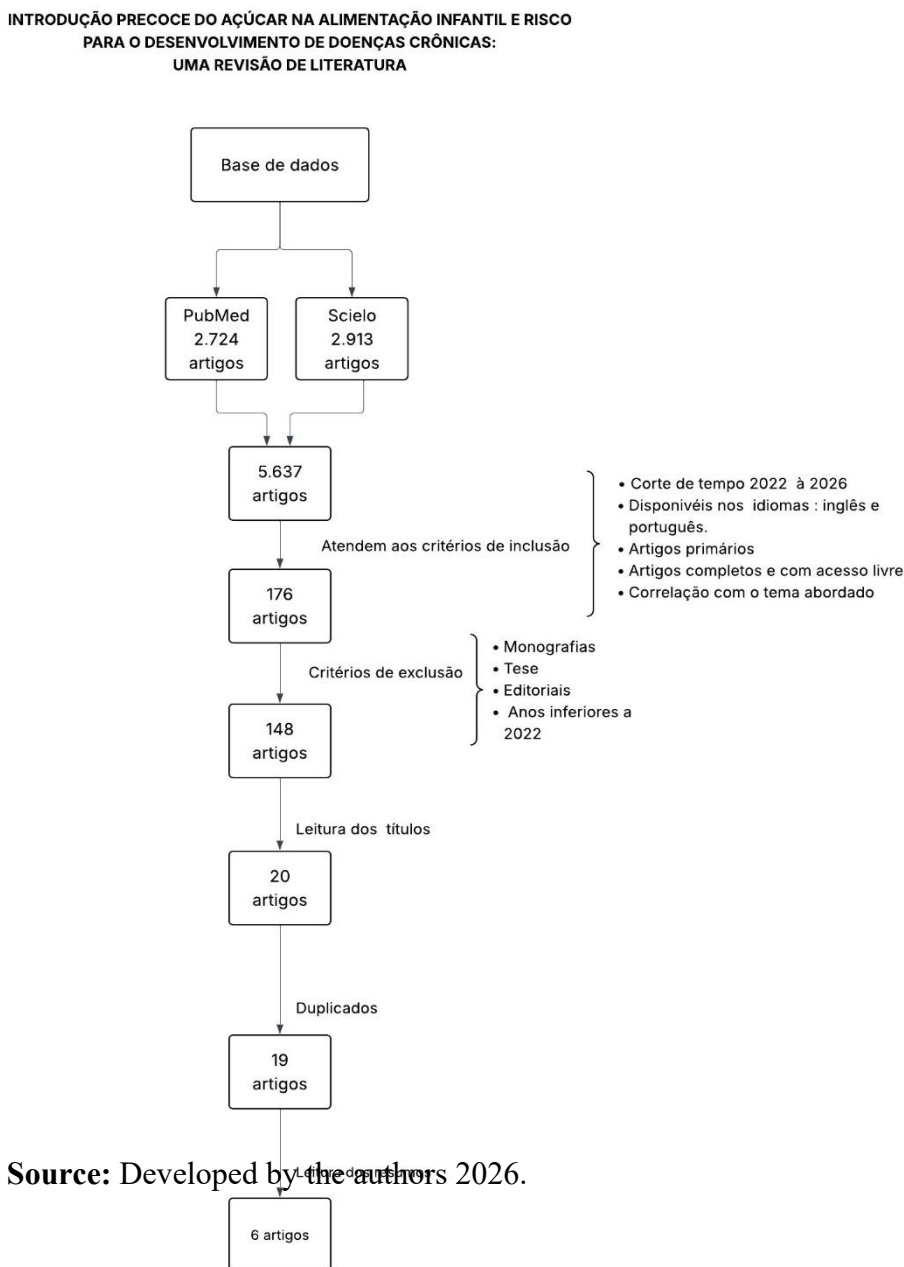 INTRODUÇÃO PRECOCE DO AÇÚCAR NA ALIMENTAÇÃO INFANTIL E RISCO
PARA O DESENVOLVIMENTO DE DOENÇAS CRÔNICAS:
UMA REVISÃO DE LITERATURA
Base de dados
PubMed
2.724
artigos
Scielo
2.913
artigos
5.637
artigos
Atendem aos critérios de inclusão
• Corte de tempo 2022 à 2026
• Disponivéis nos idiomas : inglês e
português.
• Artigos primários
• Artigos completos e com acesso livre
• Correlação com o tema abordado
176
artigos
Critérios de exclusão
• Monografias
• Tese
• Editoriais
• Anos inferiores a
2022
148
artigos
Leitura dos títulos
20
artigos
Duplicados
19
artigos
Leitura dos resumos
Source: Developed by the authors 2026.
6 artigos